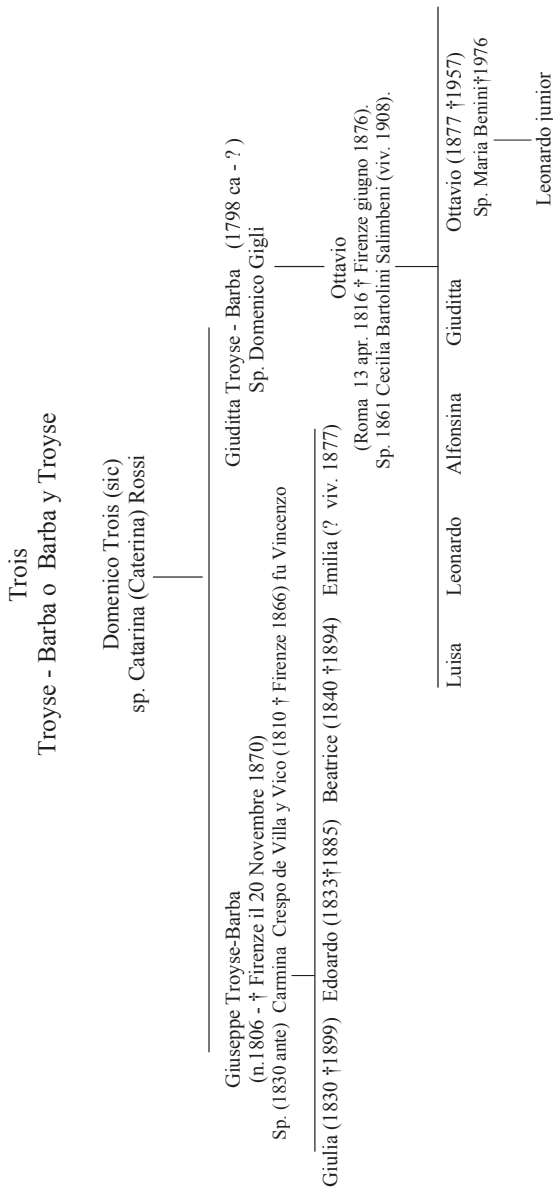 Trois
Troyse - Barba o Barba y Troyse
Domenico Trois (sic)
sp. Catarina (Caterina) Rossi
Giuseppe Troyse-Barba
(n.1806 - † Firenze il 20 Novembre 1870)
Sp. (1830 ante) Carmina Crespo de Villa y Vico (1810 † Firenze 1866) fu Vincenzo
Giuditta Troyse - Barba (1798 ca - ? )
Sp. Domenico Gigli
Giulia (1830 †1899) Edoardo (1833†1885) Beatrice (1840 †1894) Emilia (? viv. 1877)
Ottavio
(Roma 13 apr. 1816 † Firenze giugno 1876).
Sp. 1861 Cecilia Bartolini Salimbeni (viv. 1908).
Luisa Leonardo Alfonsina Giuditta Ottavio (1877 †1957)
Sp. Maria Benini†1976
Leonardo junior